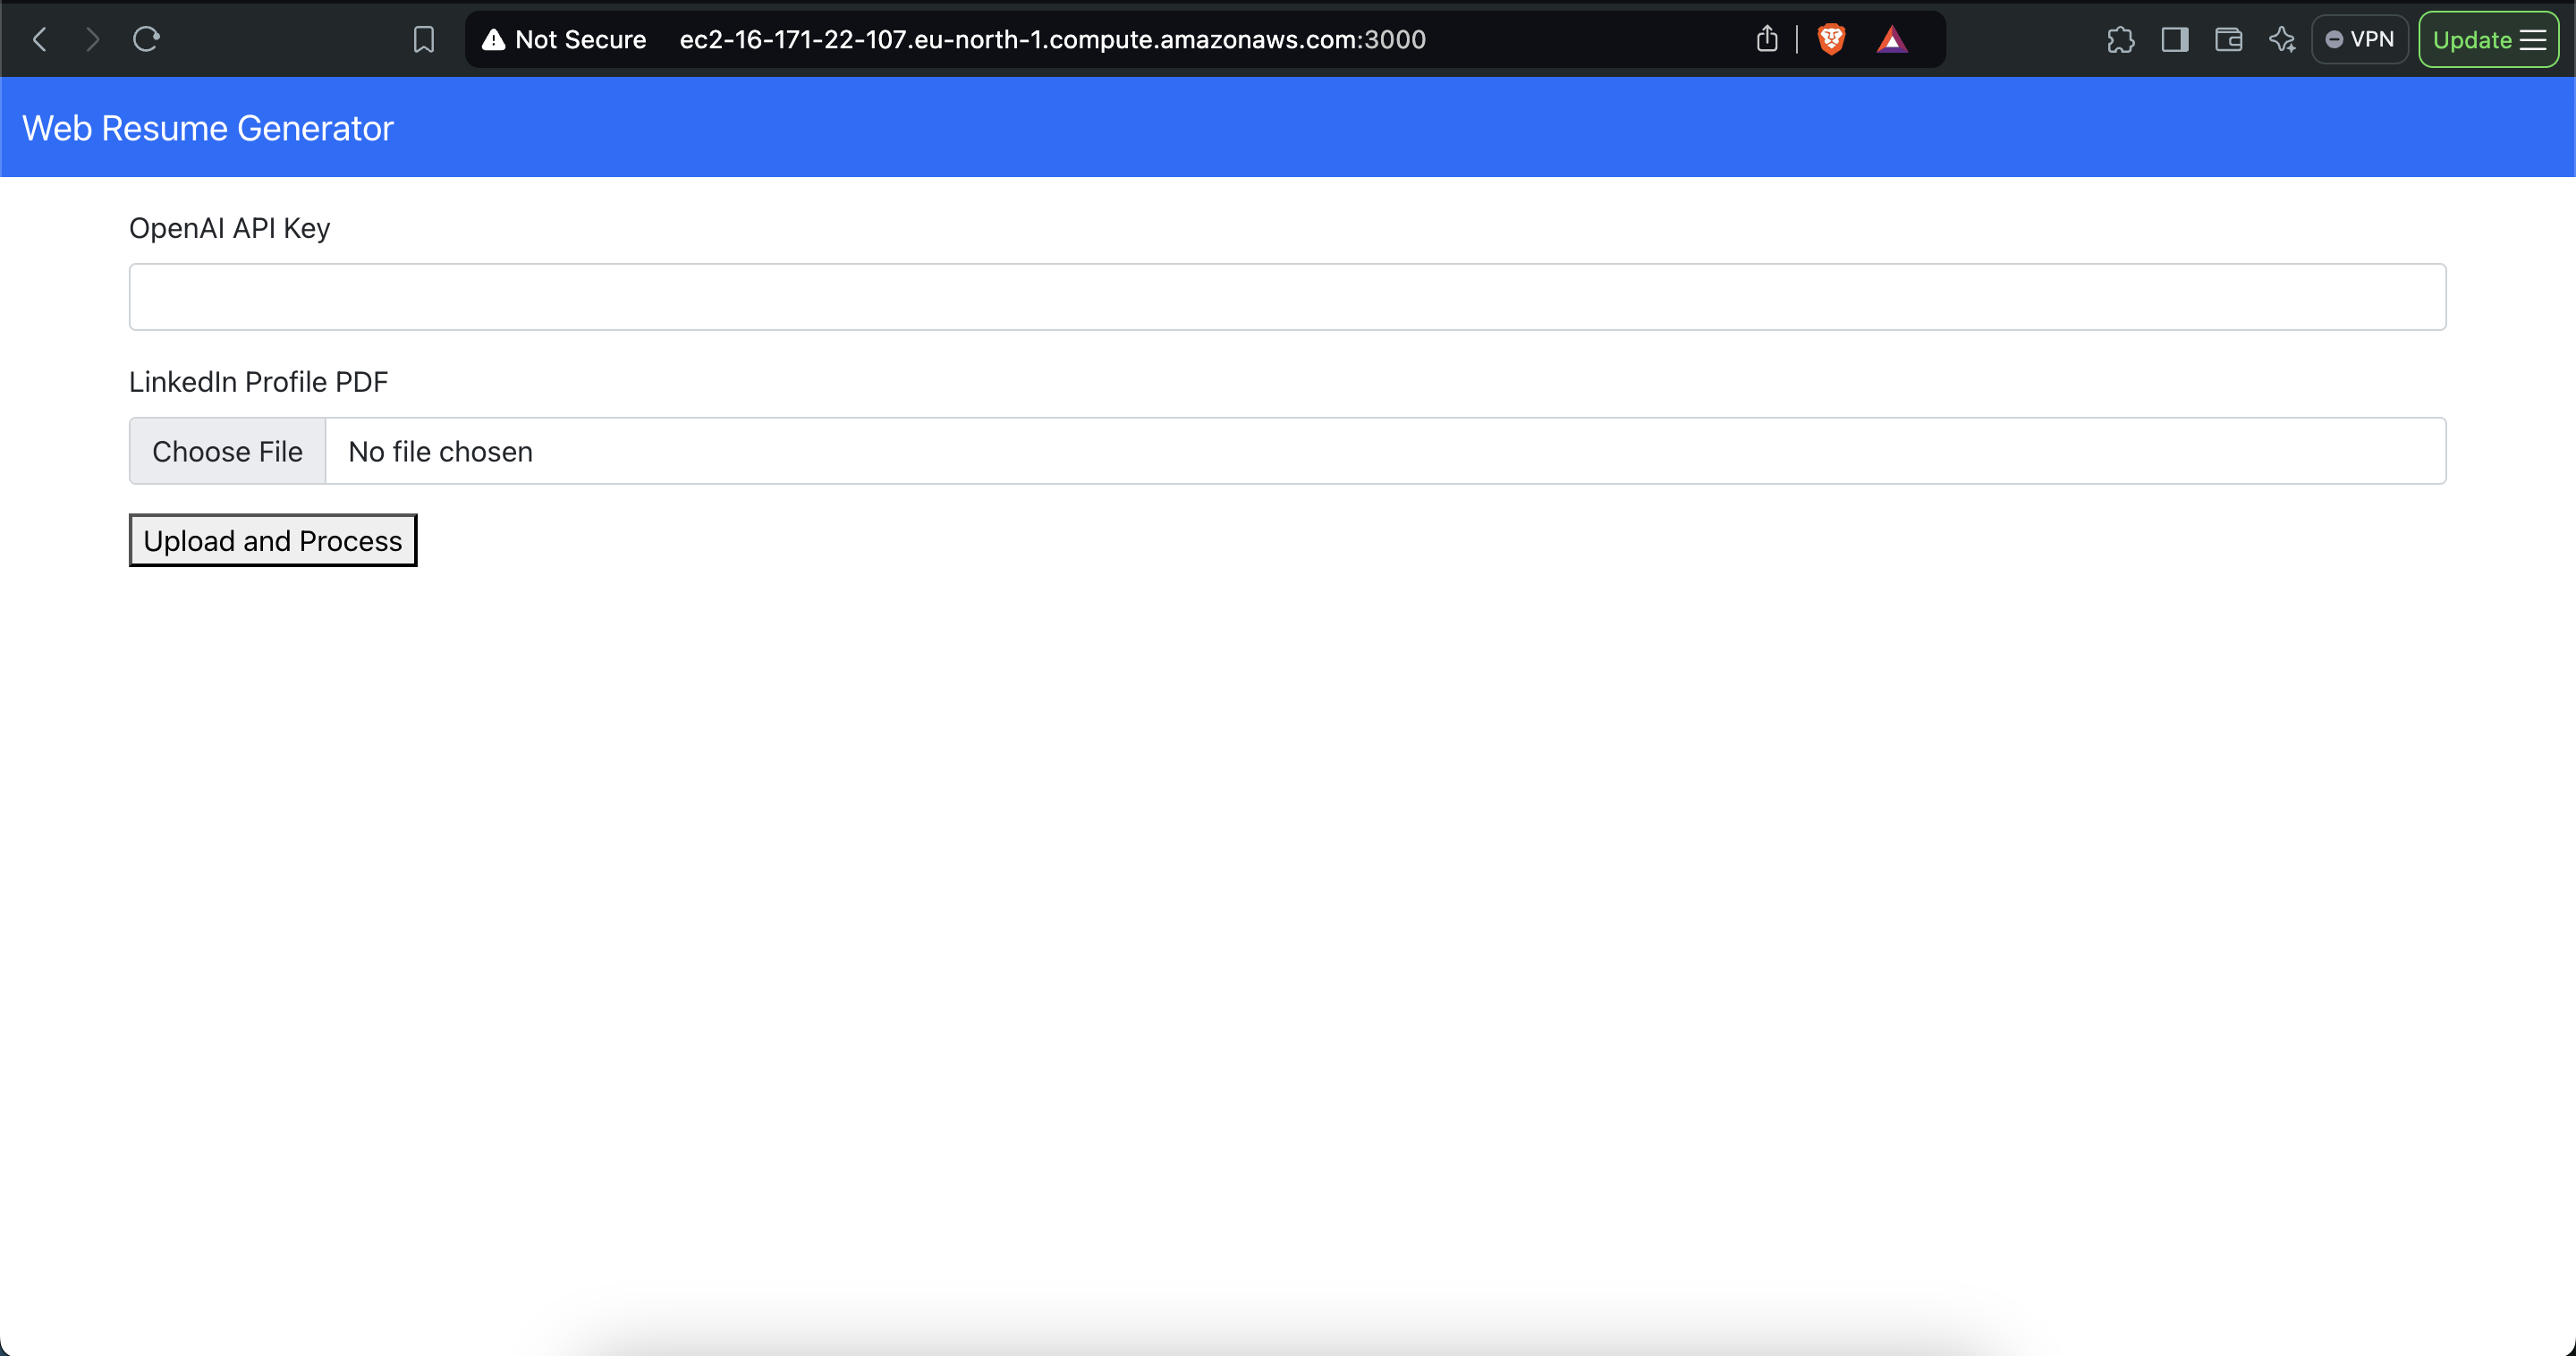 Not Secure ec2-16-171-22-107.eu-north-1.compute.amazonaws.com:3000 VPN Update
Web Resume Generator
OpenAI API Key
LinkedIn Profile PDF
Choose File No file chosen
Upload and Process